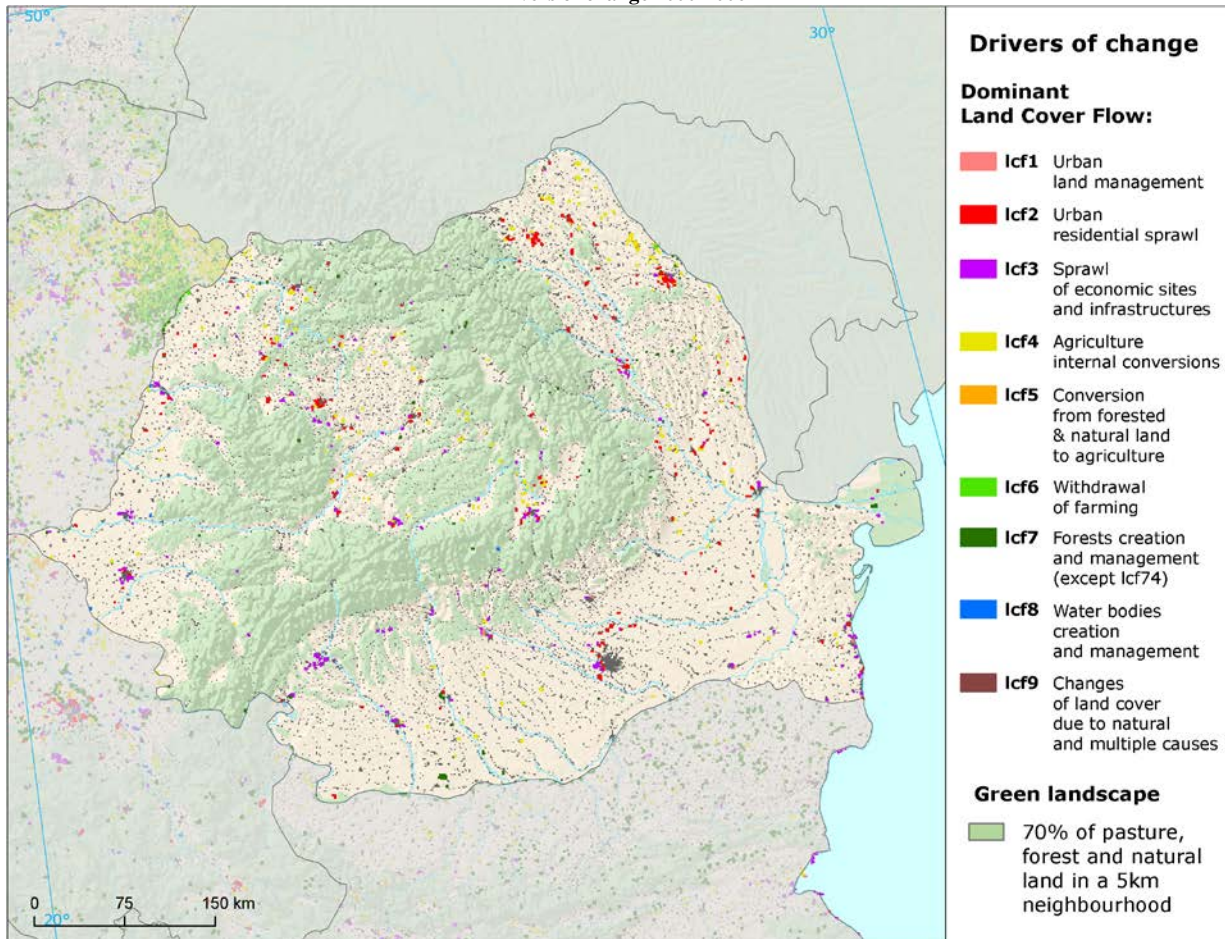 50°
30°
0 75 150 km
20°
Drivers of change
Dominant
Land Cover Flow:
lcf1 Urban
land management
lcf2 Urban
residential sprawl
lcf3 Sprawl
of economic sites
and infrastructures
lcf4 Agriculture
internal conversions
lcf5 Conversion
from forested
& natural land
to agriculture
lcf6 Withdrawal
of farming
lcf7 Forests creation
and management
(except lcf74)
lcf8 Water bodies
creation
and management
lcf9 Changes
of land cover
due to natural
and multiple causes
Green landscape
70% of pasture,
forest and natural
land in a 5km
neighbourhood